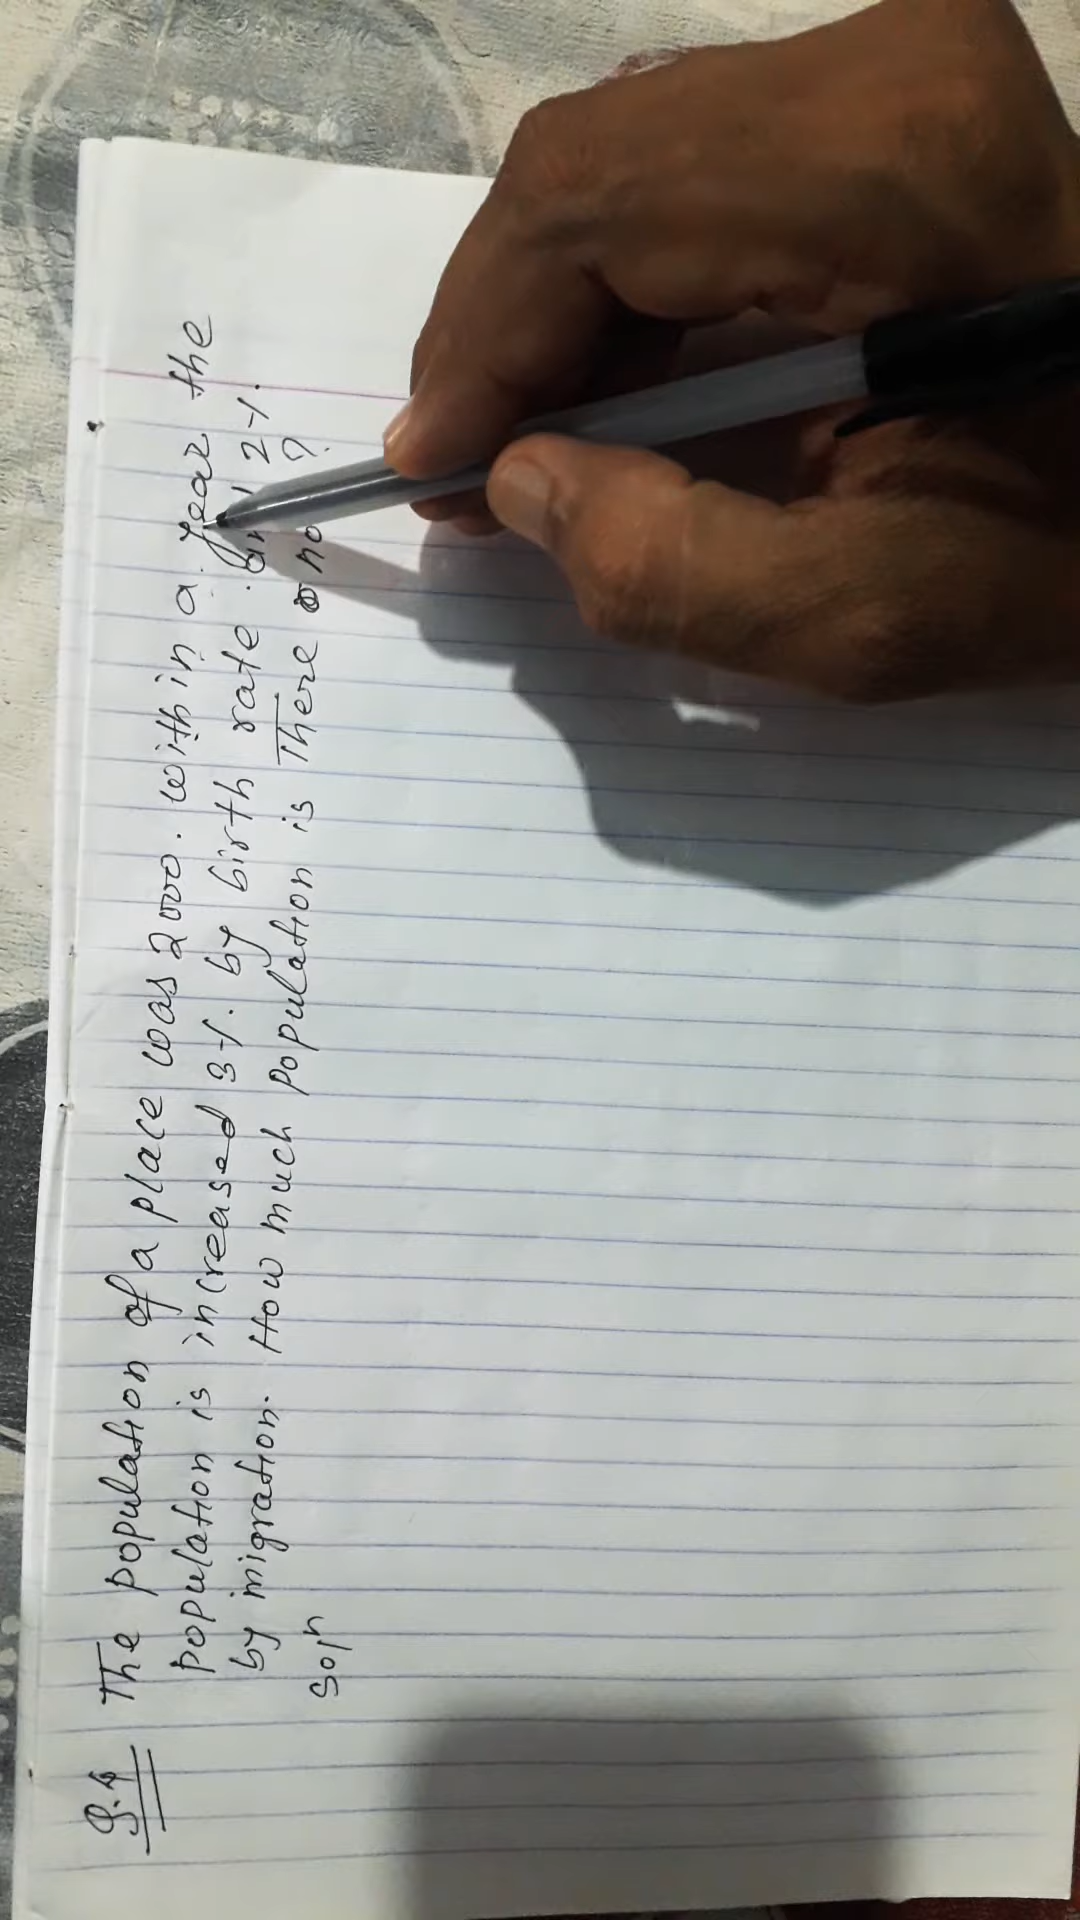 Q.4 The population of a place was 2000. within a year the
population is increased 3%. by birth rate. 2%.
by migration. How much population is There no ?
Soln